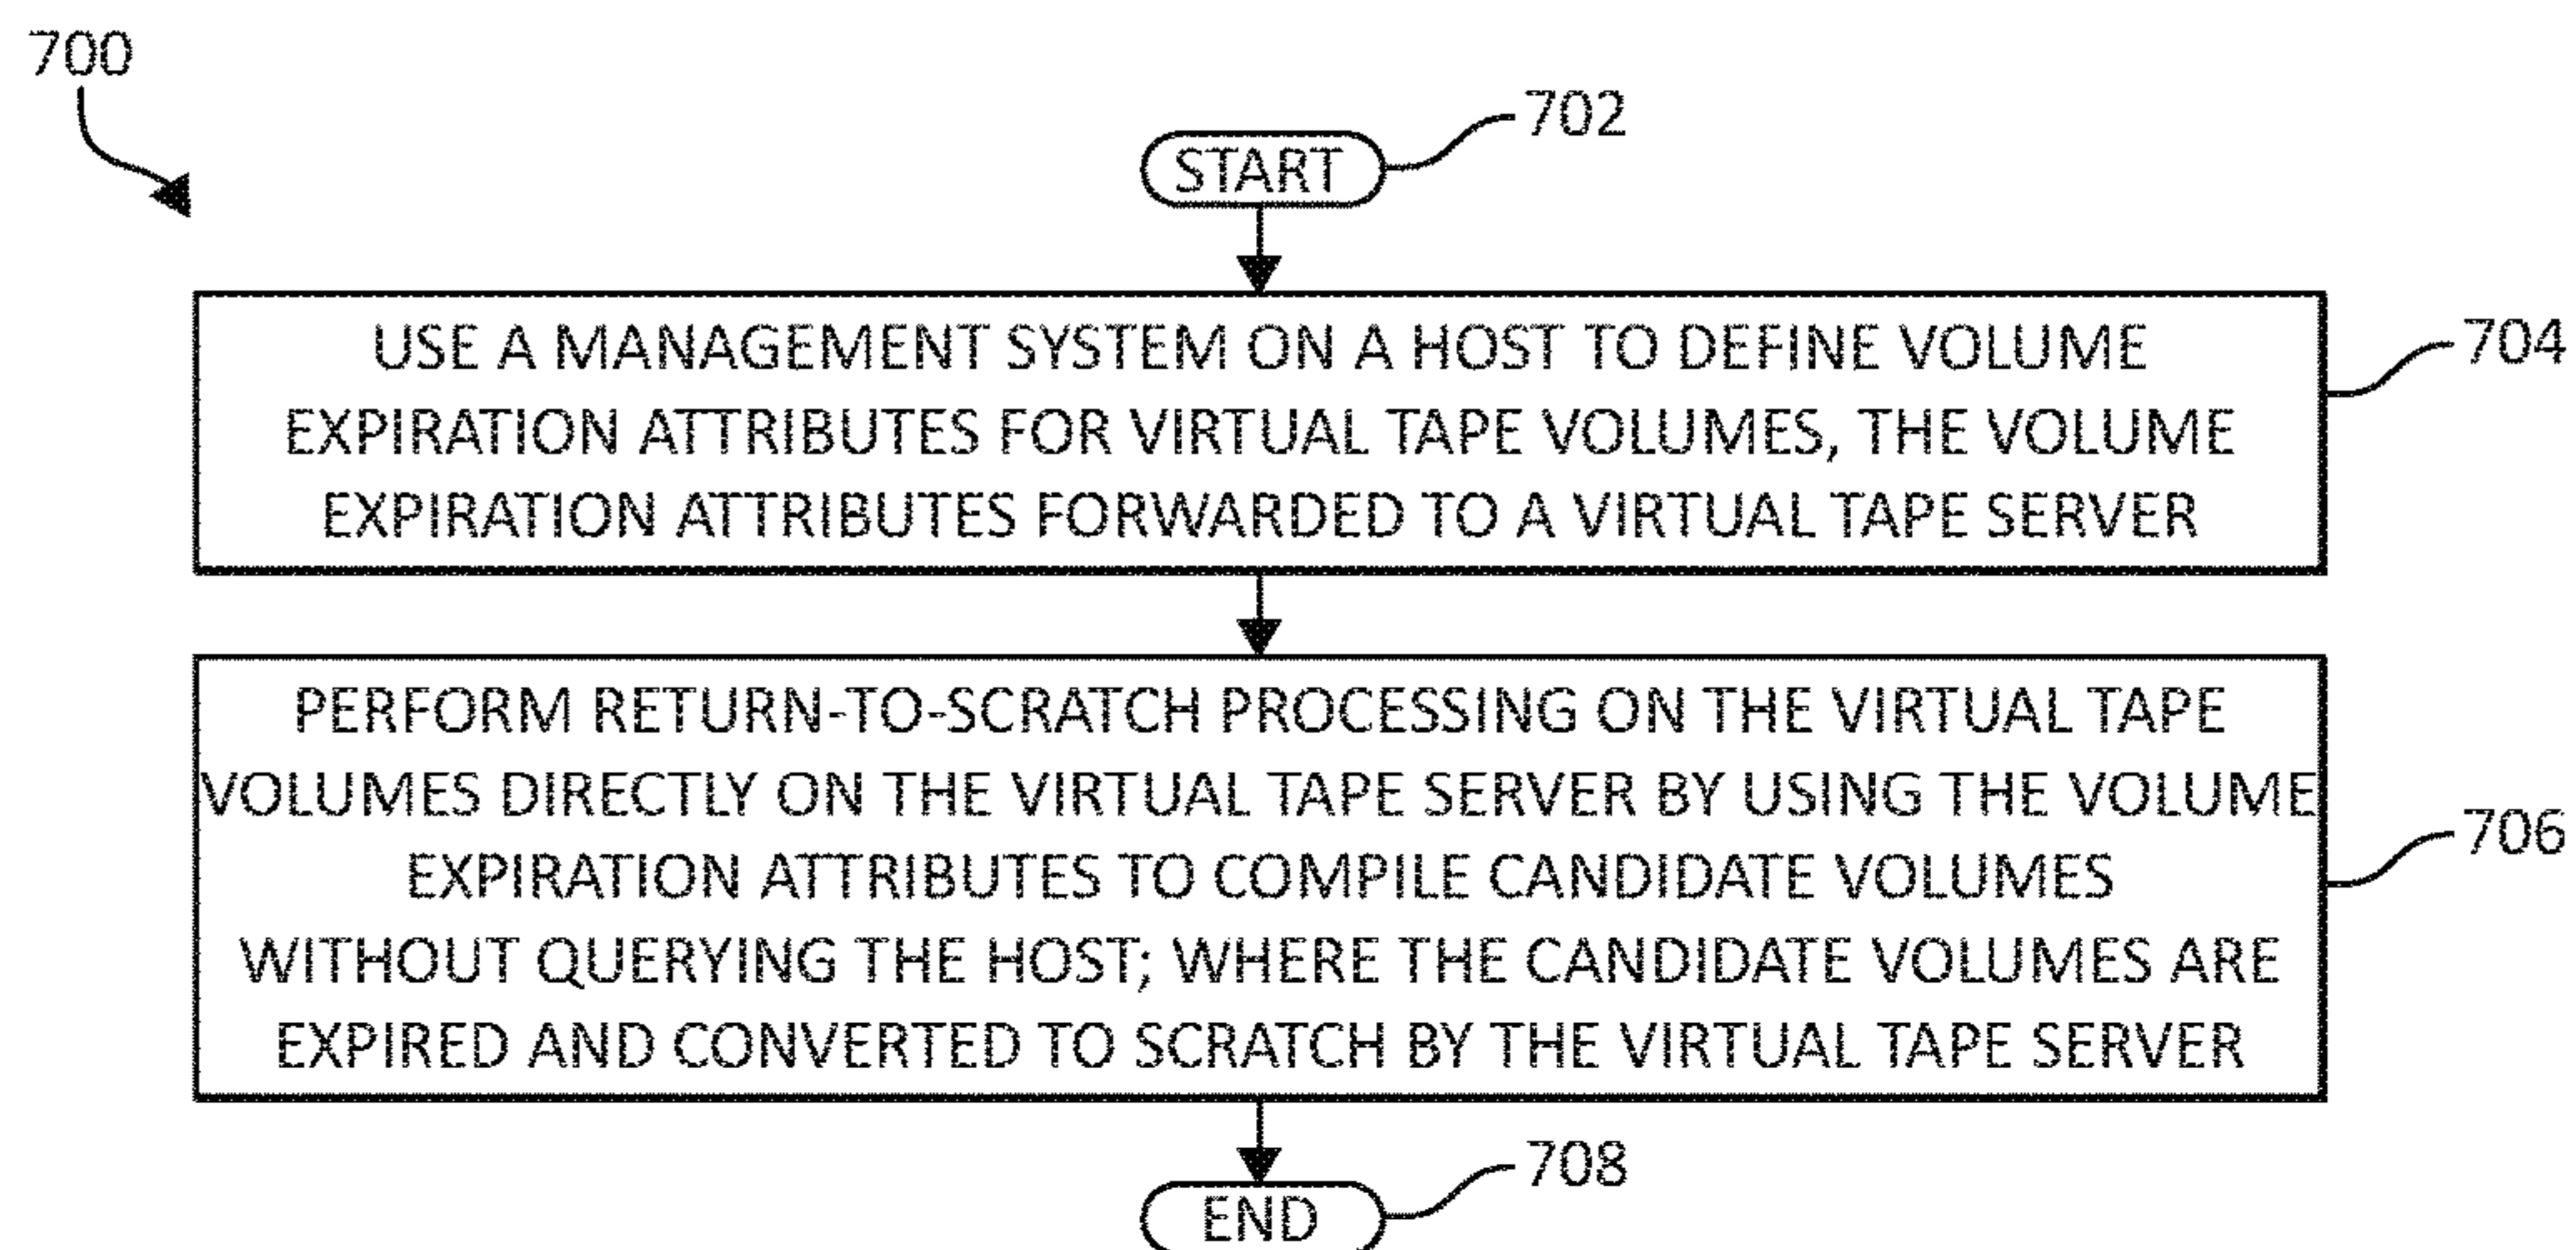 700
702
START
USE A MANAGEMENT SYSTEM ON A HOST TO DEFINE VOLUME
EXPIRATION ATTRIBUTES FOR VIRTUAL TAPE VOLUMES, THE VOLUME
EXPIRATION ATTRIBUTES FORWARDED TO A VIRTUAL TAPE SERVER
704
PERFORM RETURN-TO-SCRATCH PROCESSING ON THE VIRTUAL TAPE
VOLUMES DIRECTLY ON THE VIRTUAL TAPE SERVER BY USING THE VOLUME
EXPIRATION ATTRIBUTES TO COMPILE CANDIDATE VOLUMES
WITHOUT QUERYING THE HOST; WHERE THE CANDIDATE VOLUMES ARE
EXPIRED AND CONVERTED TO SCRATCH BY THE VIRTUAL TAPE SERVER
706
708
END